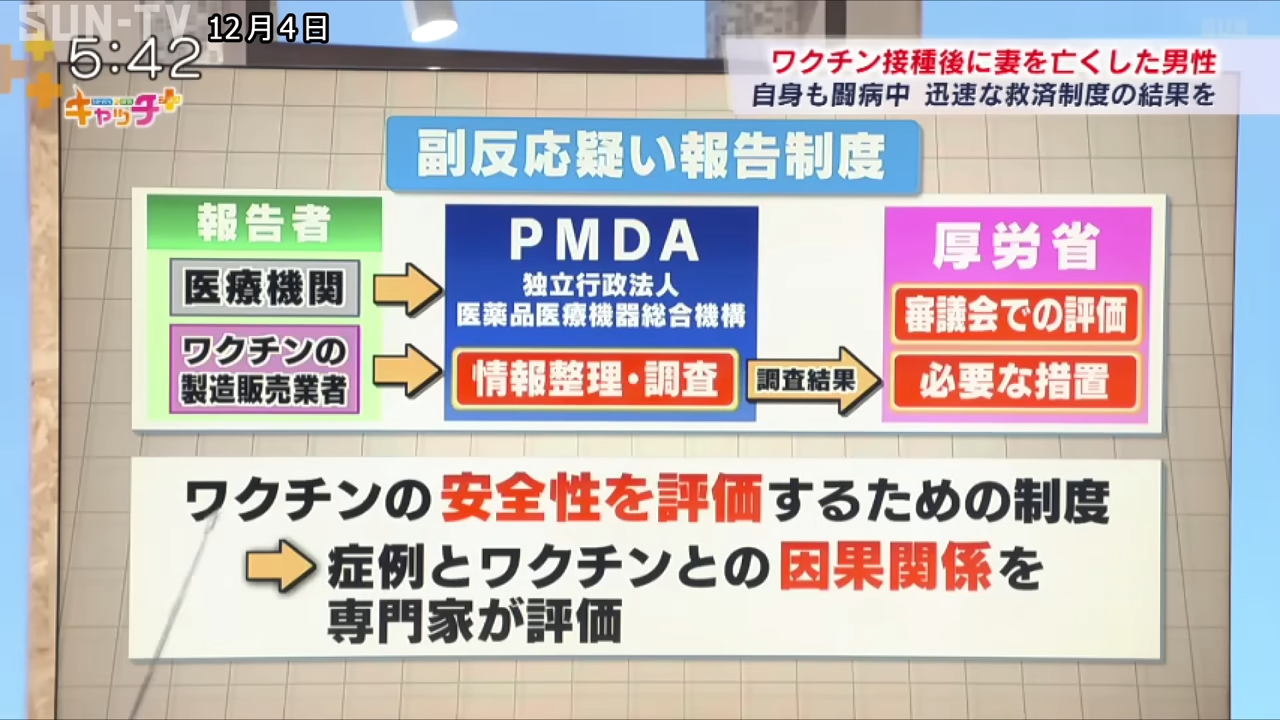 SUN-TV
12月4日
5:42
キャッチ+
ワクチン接種後に妻を亡くした男性
自身も闘病中 迅速な救済制度の結果を
副反応疑い報告制度
報告者
医療機関
ワクチンの
製造販売業者
PMDA
独立行政法人
医薬品医療機器総合機構
情報整理・調査
調査結果
厚労省
審議会での評価
必要な措置
ワクチンの安全性を評価するための制度
症例とワクチンとの因果関係を
専門家が評価